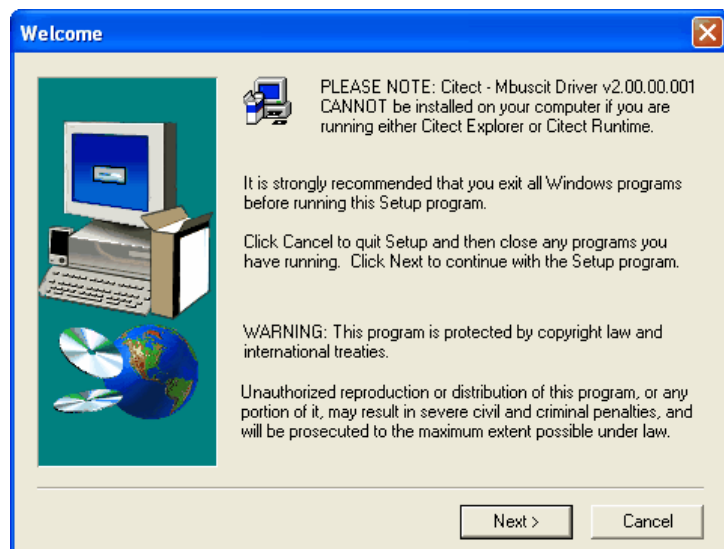 Welcome
PLEASE NOTE: Citect - Mbuscit Driver v2.00.00.001
CANNOT be installed on your computer if you are
running either Citect Explorer or Citect Runtime.
It is strongly recommended that you exit all Windows programs
before running this Setup program.
Click Cancel to quit Setup and then close any programs you
have running. Click Next to continue with the Setup program.
WARNING: This program is protected by copyright law and
international treaties.
Unauthorized reproduction or distribution of this program, or any
portion of it, may result in severe civil and criminal penalties, and
will be prosecuted to the maximum extent possible under law.
Next >
Cancel